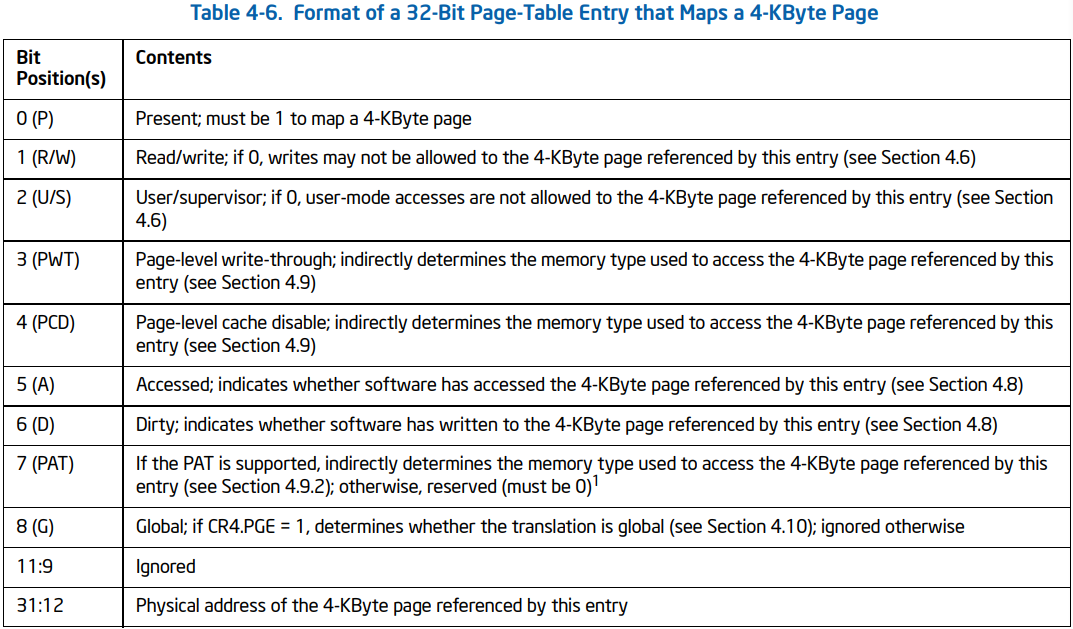 Table 4-6. Format of a 32-Bit Page-Table Entry that Maps a 4-KByte Page
Bit
Position(s)
Contents
0 (P)
Present; must be 1 to map a 4-KByte page
1 (R/W)
Read/write; if 0, writes may not be allowed to the 4-KByte page referenced by this entry (see Section 4.6)
2 (U/S)
User/supervisor; if 0, user-mode accesses are not allowed to the 4-KByte page referenced by this entry (see Section
4.6)
3 (PWT)
Page-level write-through; indirectly determines the memory type used to access the 4-KByte page referenced by this
entry (see Section 4.9)
4 (PCD)
Page-level cache disable; indirectly determines the memory type used to access the 4-KByte page referenced by this
entry (see Section 4.9)
5 (A)
Accessed; indicates whether software has accessed the 4-KByte page referenced by this entry (see Section 4.8)
6 (D)
Dirty; indicates whether software has written to the 4-KByte page referenced by this entry (see Section 4.8)
7 (PAT)
If the PAT is supported, indirectly determines the memory type used to access the 4-KByte page referenced by this
entry (see Section 4.9.2); otherwise, reserved (must be 0)1
8 (G)
Global; if CR4.PGE = 1, determines whether the translation is global (see Section 4.10); ignored otherwise
11:9
Ignored
31:12
Physical address of the 4-KByte page referenced by this entry